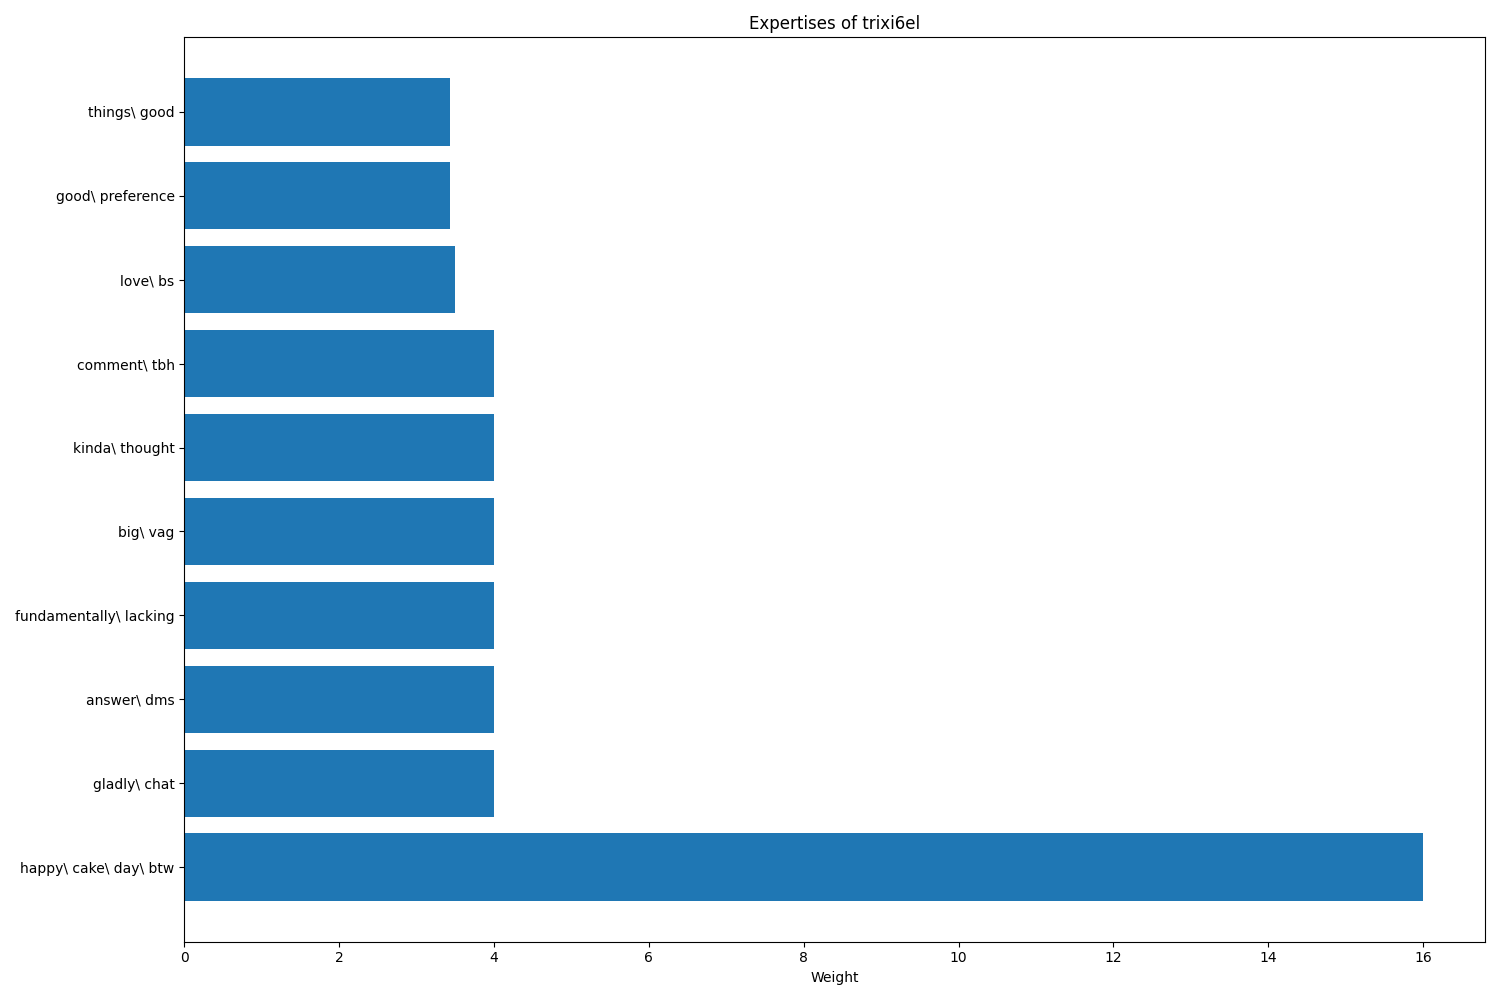 Expertises of trixi6el
things\ good
good\ preference
love\ bs
comment\ tbh
kinda\ thought
big\ vag
fundamentally\ lacking
answer\ dms
gladly\ chat
happy\ cake\ day\ btw
0 2 4 6 8 10 12 14 16
Weight